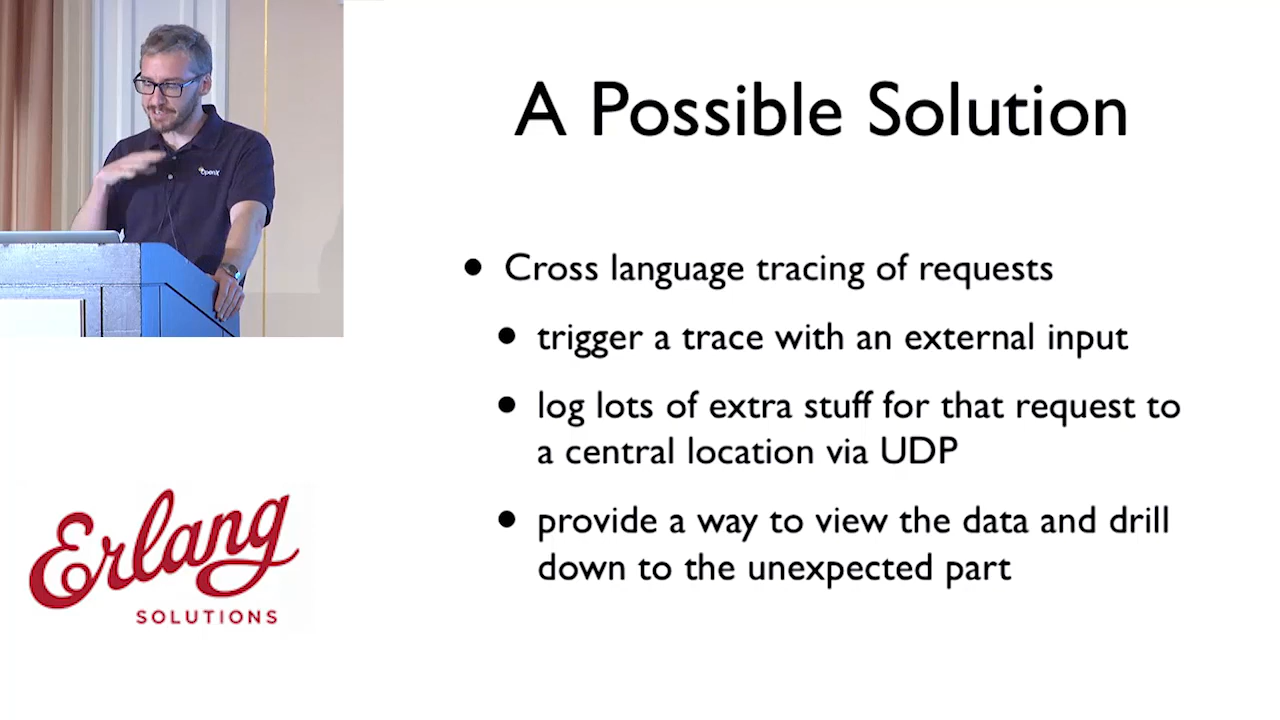 OpenX
A Possible Solution
• Cross language tracing of requests
• trigger a trace with an external input
• log lots of extra stuff for that request to
a central location via UDP
• provide a way to view the data and drill
down to the unexpected part
Erlang
SOLUTIONS